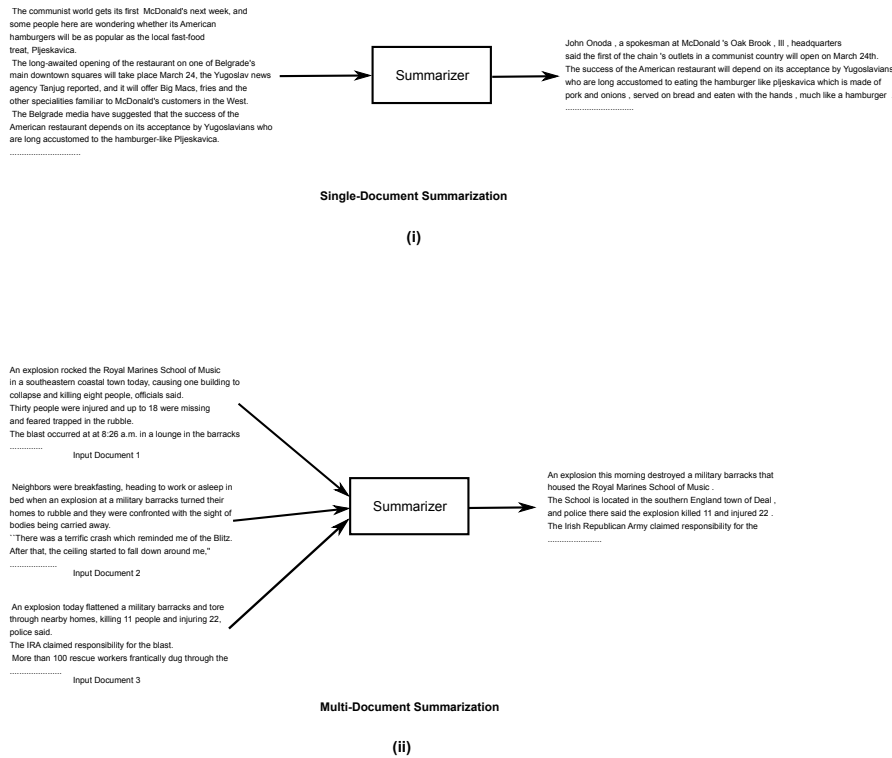 The communist world gets its first McDonald's next week, and
some people here are wondering whether its American
hamburgers will be as popular as the local fast-food
treat, Pljeskavica.
The long-awaited opening of the restaurant on one of Belgrade's
main downtown squares will take place March 24, the Yugoslav news
agency Tanjug reported, and it will offer Big Macs, fries and the
other specialities familiar to McDonald's customers in the West.
The Belgrade media have suggested that the success of the
American restaurant depends on its acceptance by Yugoslavians who
are long accustomed to the hamburger-like Pljeskavica.
..............................
Summarizer
John Onoda , a spokesman at McDonald 's Oak Brook , Ill , headquarters
said the first of the chain 's outlets in a communist country will open on March 24th.
The success of the American restaurant will depend on its acceptance by Yugoslavians
who are long accustomed to eating the hamburger like pljeskavica which is made of
pork and onions , served on bread and eaten with the hands , much like a hamburger
.............................
Single-Document Summarization
(i)
An explosion rocked the Royal Marines School of Music
in a southeastern coastal town today, causing one building to
collapse and killing eight people, officials said.
Thirty people were injured and up to 18 were missing
and feared trapped in the rubble.
The blast occurred at at 8:26 a.m. in a lounge in the barracks
..............
Input Document 1
Neighbors were breakfasting, heading to work or asleep in
bed when an explosion at a military barracks turned their
homes to rubble and they were confronted with the sight of
bodies being carried away.
``There was a terrific crash which reminded me of the Blitz.
After that, the ceiling started to fall down around me,''
....................
Input Document 2
An explosion today flattened a military barracks and tore
through nearby homes, killing 11 people and injuring 22,
police said.
The IRA claimed responsibility for the blast.
More than 100 rescue workers frantically dug through the
......................
Input Document 3
Summarizer
An explosion this morning destroyed a military barracks that
housed the Royal Marines School of Music .
The School is located in the southern England town of Deal ,
and police there said the explosion killed 11 and injured 22 .
The Irish Republican Army claimed responsibility for the
.......................
Multi-Document Summarization
(ii)